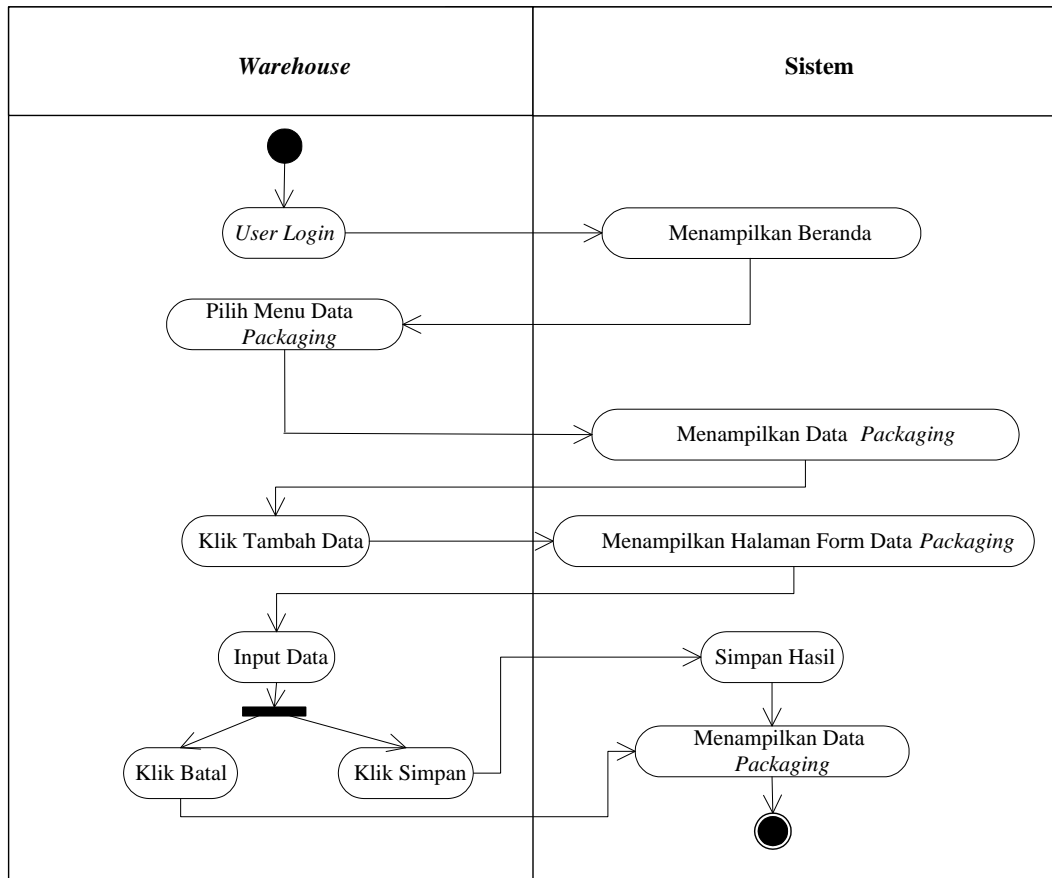 Warehouse
Sistem
User Login
Menampilkan Beranda
Pilih Menu Data
Packaging
Menampilkan Data Packaging
Klik Tambah Data
Menampilkan Halaman Form Data Packaging
Input Data
Simpan Hasil
Klik Batal
Klik Simpan
Menampilkan Data
Packaging